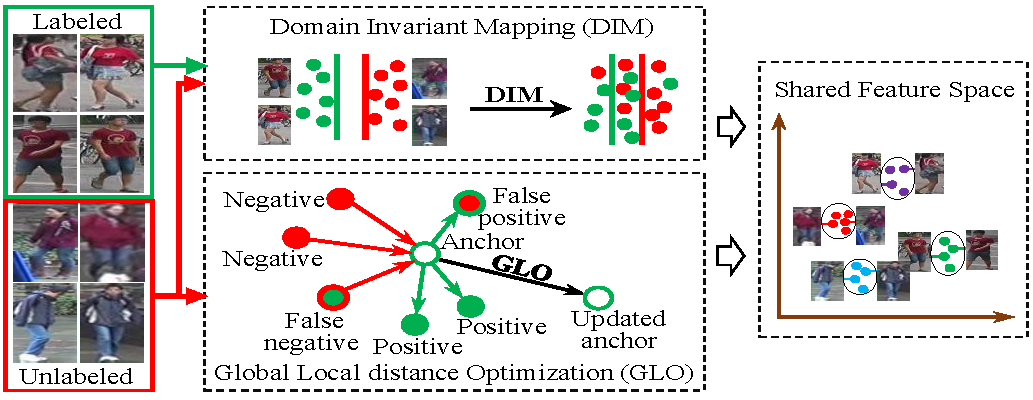 Labeled
Unlabeled
Domain Invariant Mapping (DIM)
DIM
Negative
Negative
False
negative
Positive
Positive
False
positive
Anchor
GLO
Updated
anchor
Global Local distance Optimization (GLO)
Shared Feature Space